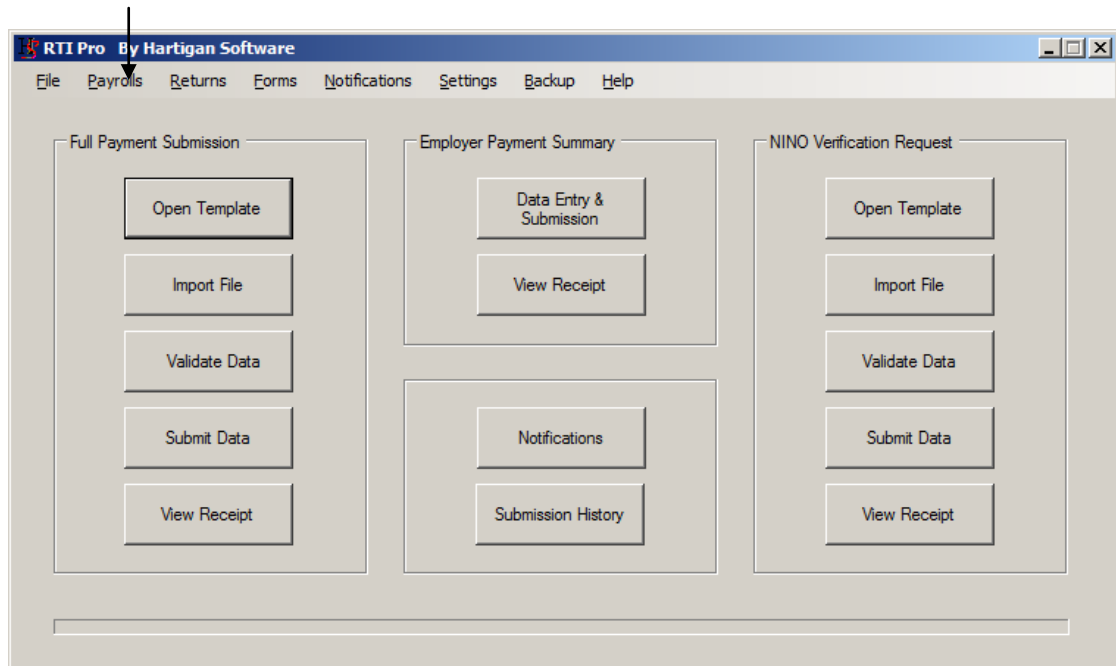 RTI Pro By Hartigan Software
File Payrolls Returns Forms Notifications Settings Backup Help
Full Payment Submission
Open Template
Import File
Validate Data
Submit Data
View Receipt
Employer Payment Summary
Data Entry &
Submission
View Receipt
Notifications
Submission History
NINO Verification Request
Open Template
Import File
Validate Data
Submit Data
View Receipt